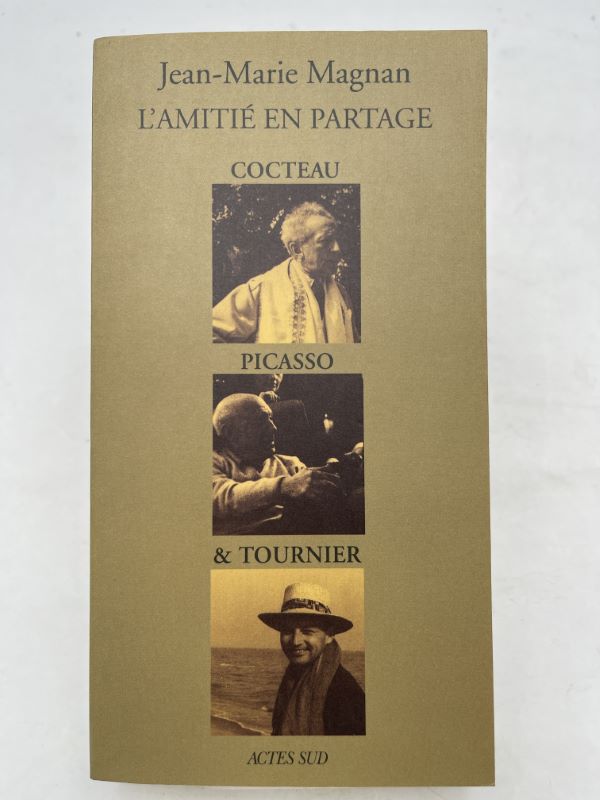 Jean-Marie Magnan
L'AMITIÉ EN PARTAGE
COCTEAU
PICASSO
& TOURNIER
ACTES SUD